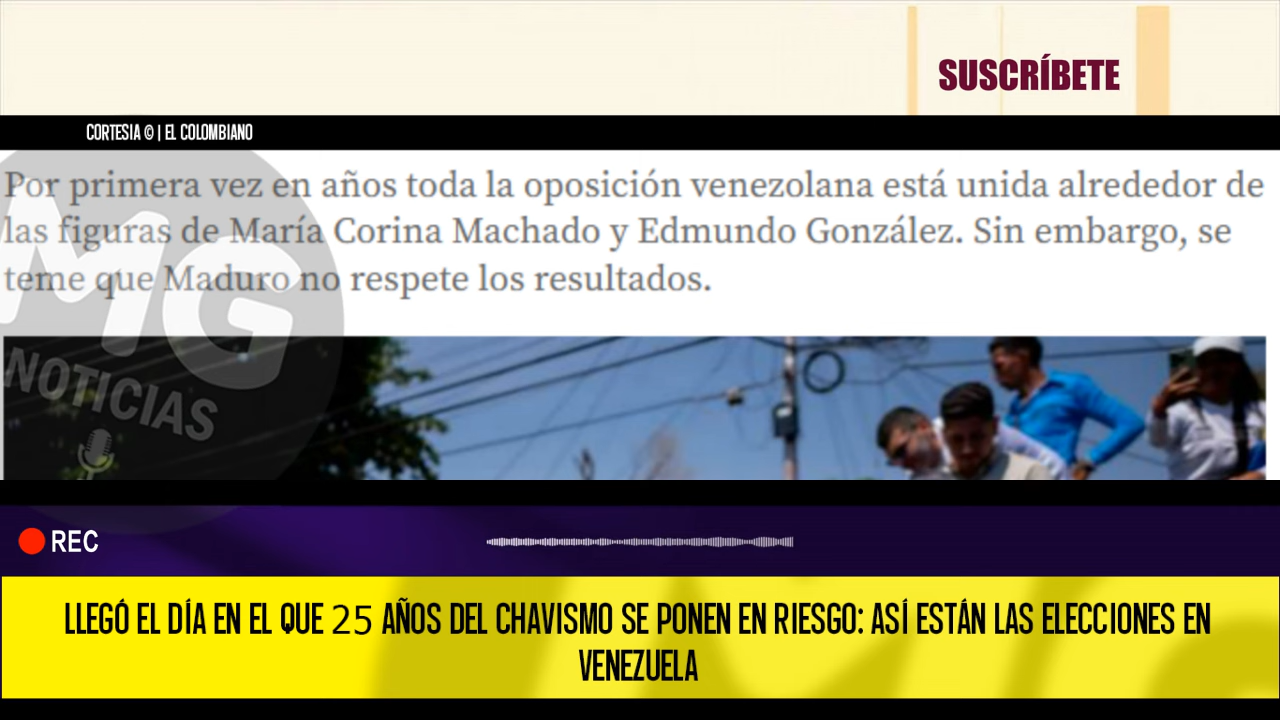 SUSCRÍBETE
CORTESIA © | EL COLOMBIANO
Por primera vez en años toda la oposición venezolana está unida alrededor de
las figuras de María Corina Machado y Edmundo González. Sin embargo, se
teme que Maduro no respete los resultados.
MG
NOTICIAS
REC
LLEGÓ EL DÍA EN EL QUE 25 AÑOS DEL CHAVISMO SE PONEN EN RIESGO: ASÍ ESTÁN LAS ELECCIONES EN
VENEZUELA